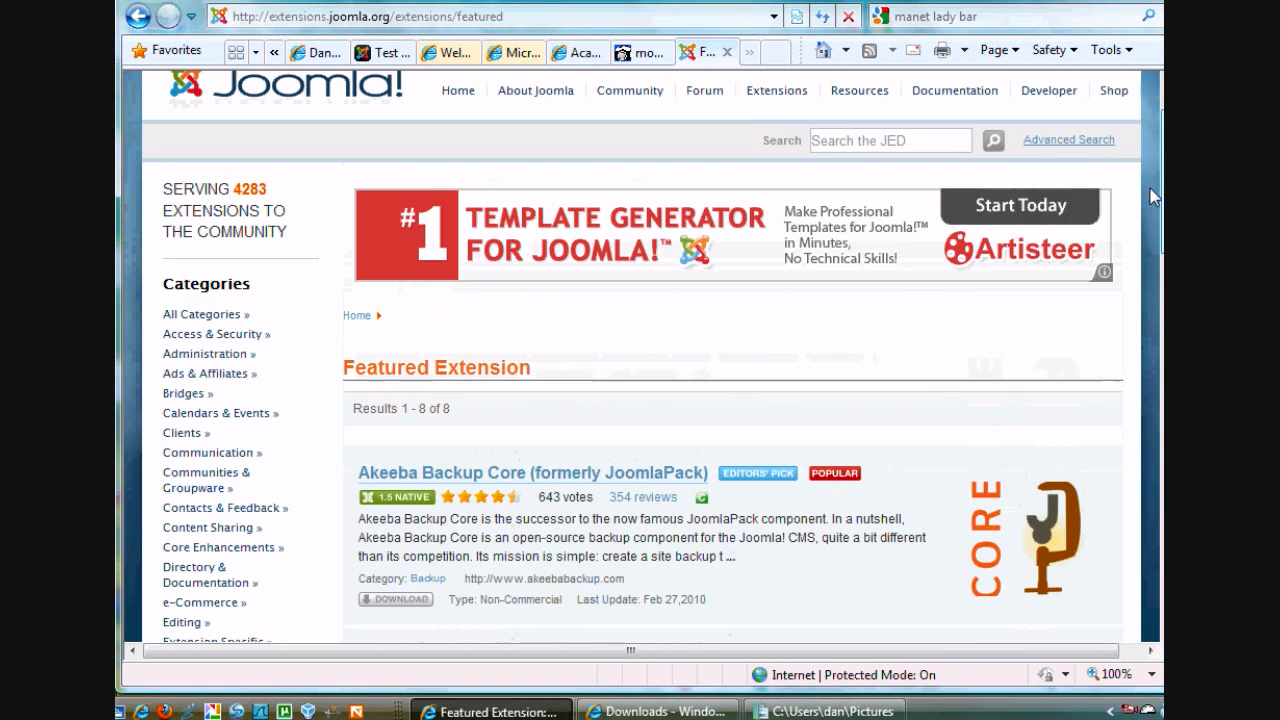 http://extensions.joomla.org/extensions/featured
manet lady bar
Favorites
«
Dan...
Test ...
Wel...
Micr...
Aca...
mo...
F...
»
Page
Safety
Tools
Joomla!
Home
About Joomla
Community
Forum
Extensions
Resources
Documentation
Developer
Shop
Search
Search the JED
Advanced Search
SERVING 4283
EXTENSIONS TO
THE COMMUNITY
#1
TEMPLATE GENERATOR
FOR JOOMLA!™
Make Professional
Templates for Joomla!™
in Minutes,
No Technical Skills!
Start Today
Artisteer
Categories
All Categories »
Access & Security »
Administration »
Ads & Affiliates »
Bridges »
Calendars & Events »
Clients »
Communication »
Communities &
Groupware »
Contacts & Feedback »
Content Sharing »
Core Enhancements »
Directory &
Documentation »
e-Commerce »
Editing »
Extension Specific »
Home
Featured Extension
Results 1 - 8 of 8
Akeeba Backup Core (formerly JoomlaPack)
EDITORS' PICK
POPULAR
1.5 NATIVE
643 votes
354 reviews
Akeeba Backup Core is the successor to the now famous JoomlaPack component. In a nutshell,
Akeeba Backup Core is an open-source backup component for the Joomla! CMS, quite a bit different
than its competition. Its mission is simple: create a site backup t ...
Category: Backup
http://www.akeebabackup.com
DOWNLOAD
Type: Non-Commercial
Last Update: Feb 27,2010
CORE
Internet | Protected Mode: On
100%
Featured Extension:...
Downloads - Windo...
C:\Users\dan\Pictures